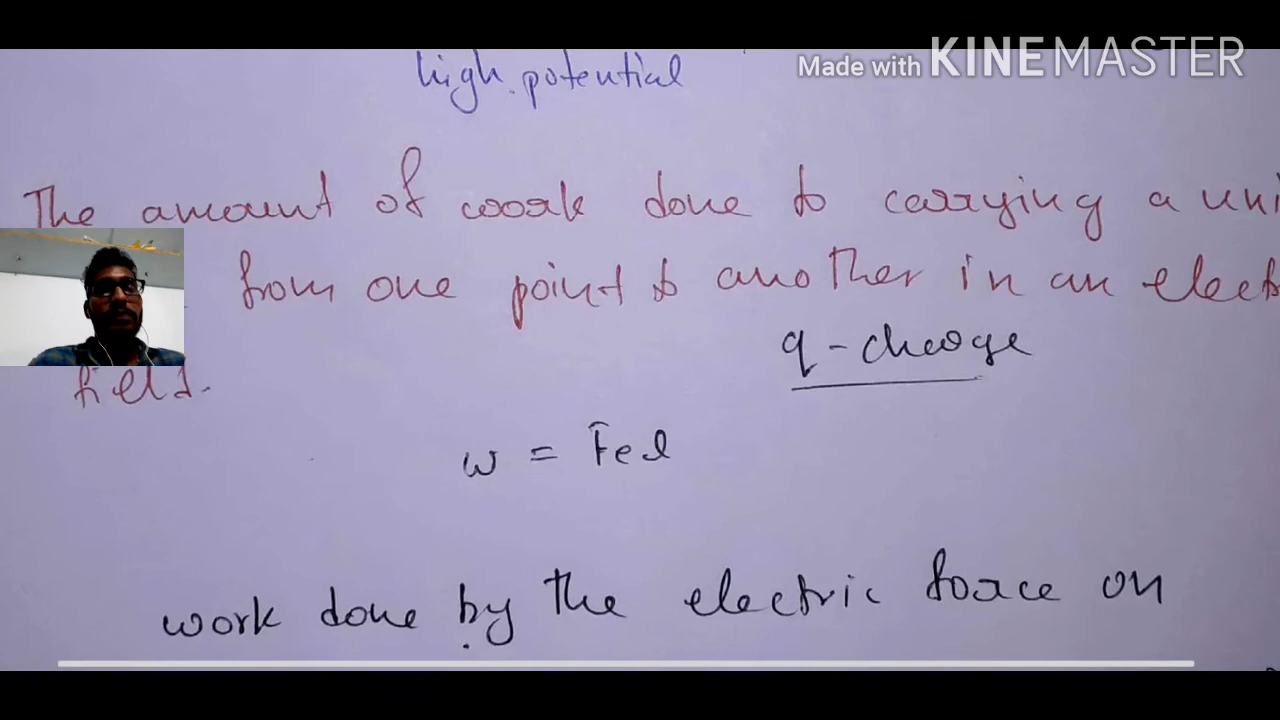 Made with KINEMASTER
high potential
The amount of work done to carrying a uni
from one point to another in an elect
field.
q - charge
w = Fel
work done by the electric force on